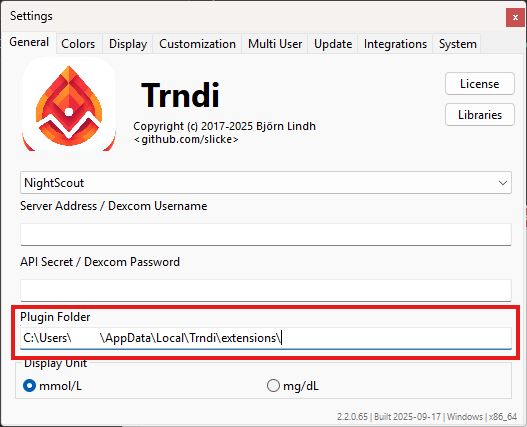 Settings
x
General Colors Display Customization Multi User Update Integrations System
Trndi
License
Libraries
Copyright (c) 2017-2025 Björn Lindh
<github.com/slicke>
NightScout
Server Address / Dexcom Username
API Secret / Dexcom Password
Plugin Folder
C:\Users\ \AppData\Local\Trndi\extensions\
Display Unit
mmol/L mg/dL
2.2.0.65 | Built 2025-09-17 | Windows | x86_64